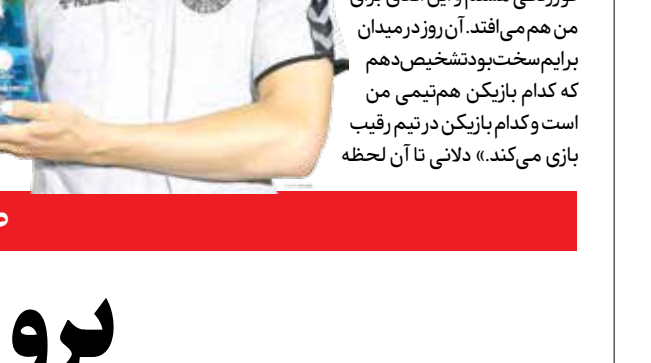 من هم می‌افتد. آن روز در میدان
برایم سخت بود تشخیص دهم
که کدام بازیکن هم‌تیمی من
است و کدام بازیکن در تیم رقیب
بازی می‌کند.» دلانی تا آن لحظه